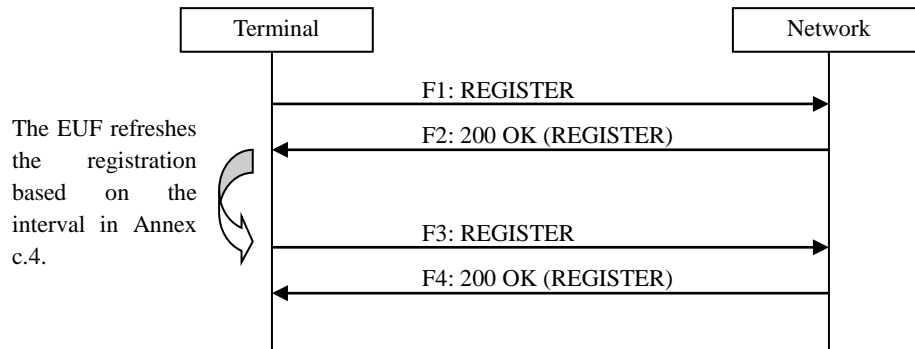 Terminal
Network
F1: REGISTER
F2: 200 OK (REGISTER)
The EUF refreshes
the registration
based on the
interval in Annex
c.4.
F3: REGISTER
F4: 200 OK (REGISTER)